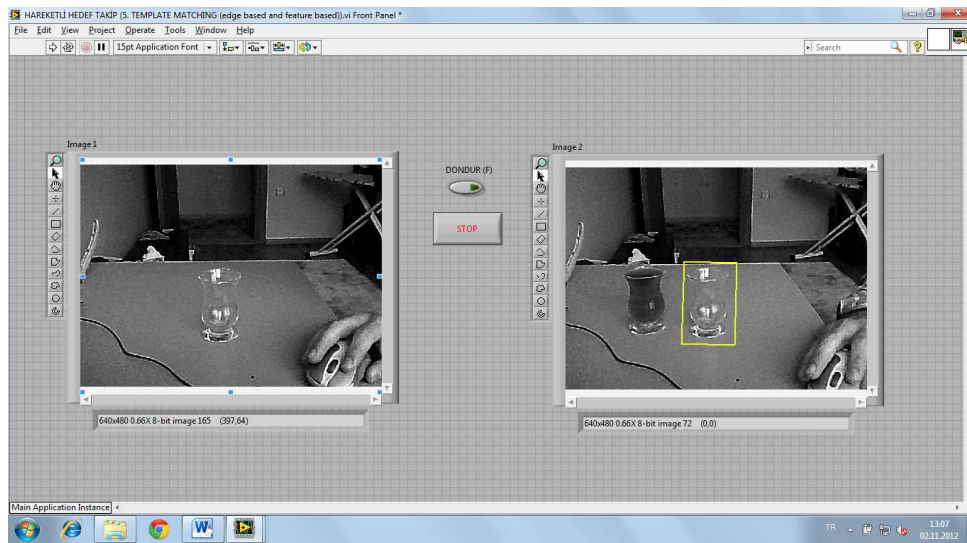 HAREKETLİ HEDEF TAKİP (5. TEMPLATE MATCHING (edge based and feature based)).vi Front Panel *
File Edit View Project Operate Tools Window Help
15pt Application Font
Search
Image 1
Image 2
DONDUR (F)
STOP
640x480 0.66X 8-bit image 165 (397,64)
640x480 0.66X 8-bit image 72 (0,0)
Main Application Instance
TR
13:07
02.11.2012